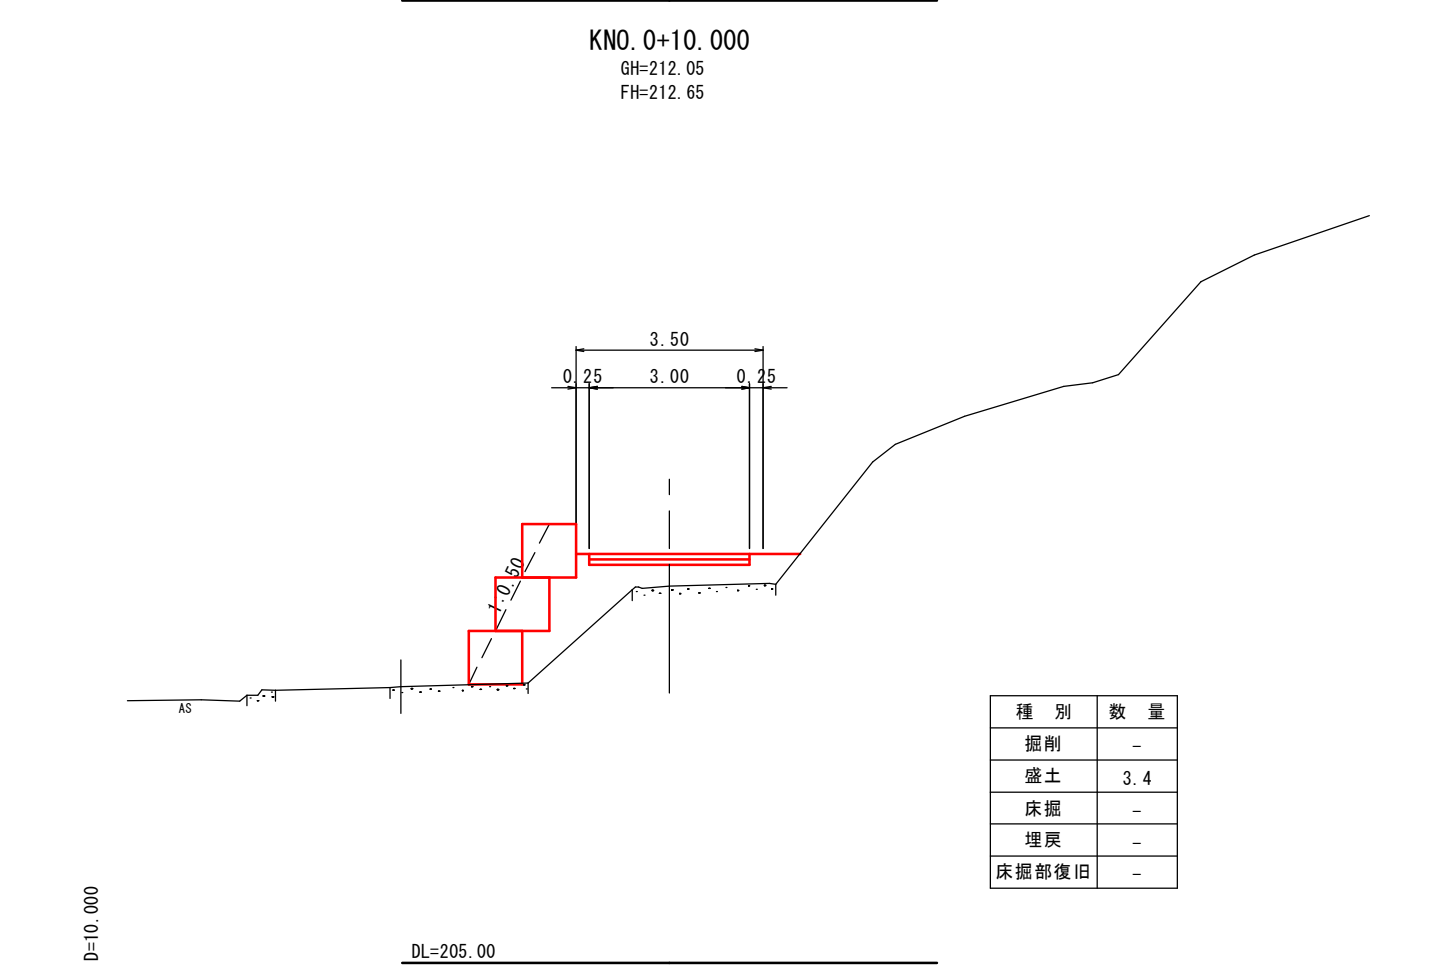 KNO.0+10.000
GH=212.05
FH=212.65
3.50
0.25 3.00 0.25
1:0.50
AS
種 別 数 量
掘削 -
盛土 3.4
床掘 -
埋戻 -
床掘部復旧 -
D=10.000
DL=205.00